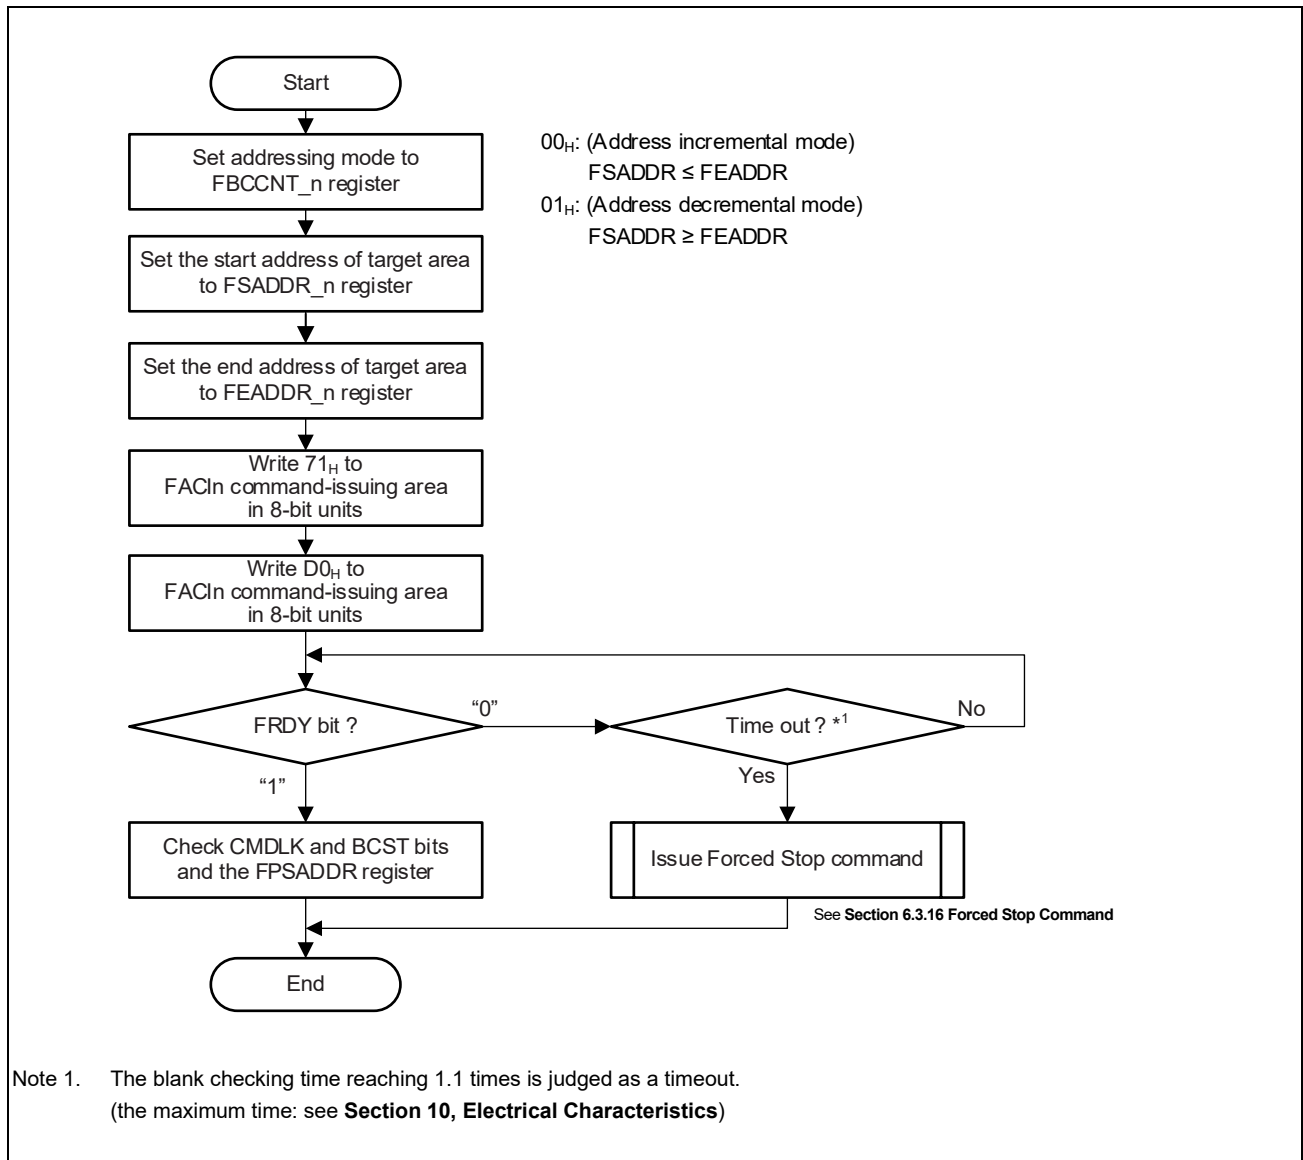 Start
Set addressing mode to
FBCCNT_n register
00H: (Address incremental mode)
FSADDR ≤ FEADDR
01H: (Address decremental mode)
FSADDR ≥ FEADDR
Set the start address of target area
to FSADDR_n register
Set the end address of target area
to FEADDR_n register
Write 71H to
FACIn command-issuing area
in 8-bit units
Write D0H to
FACIn command-issuing area
in 8-bit units
FRDY bit ?
“0”
Time out ? *1
No
“1”
Yes
Check CMDLK and BCST bits
and the FPSADDR register
Issue Forced Stop command
See Section 6.3.16 Forced Stop Command
End
Note 1. The blank checking time reaching 1.1 times is judged as a timeout.
(the maximum time: see Section 10, Electrical Characteristics)